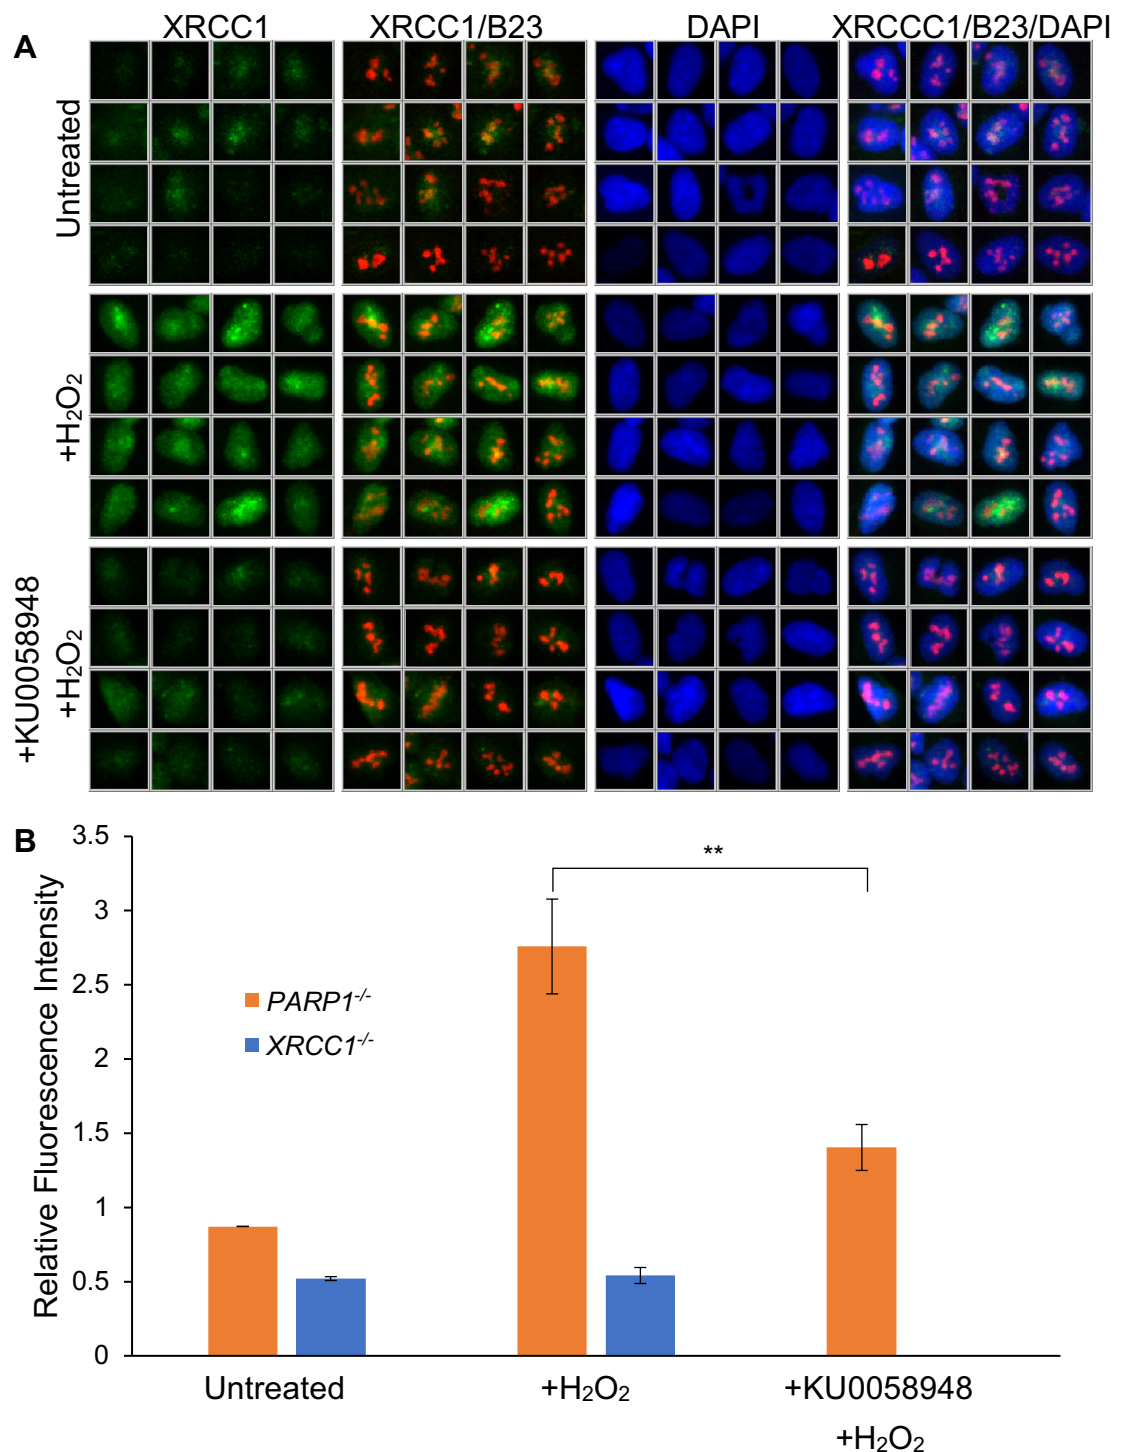 A
XRCC1 XRCC1/B23 DAPI XRCCC1/B23/DAPI
Untreated
+H₂O₂
+KU0058948
+H₂O₂
B
Relative Fluorescence Intensity
3.5
3
2.5
2
1.5
1
0.5
0
**
PARP1⁻/⁻
XRCC1⁻/⁻
Untreated +H₂O₂ +KU0058948
+H₂O₂